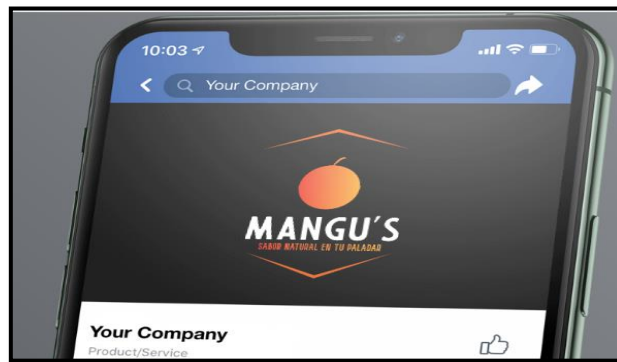 10:03
Your Company
MANGU'S
SABOR NATURAL EN TU PALADAR
Your Company
Product/Service